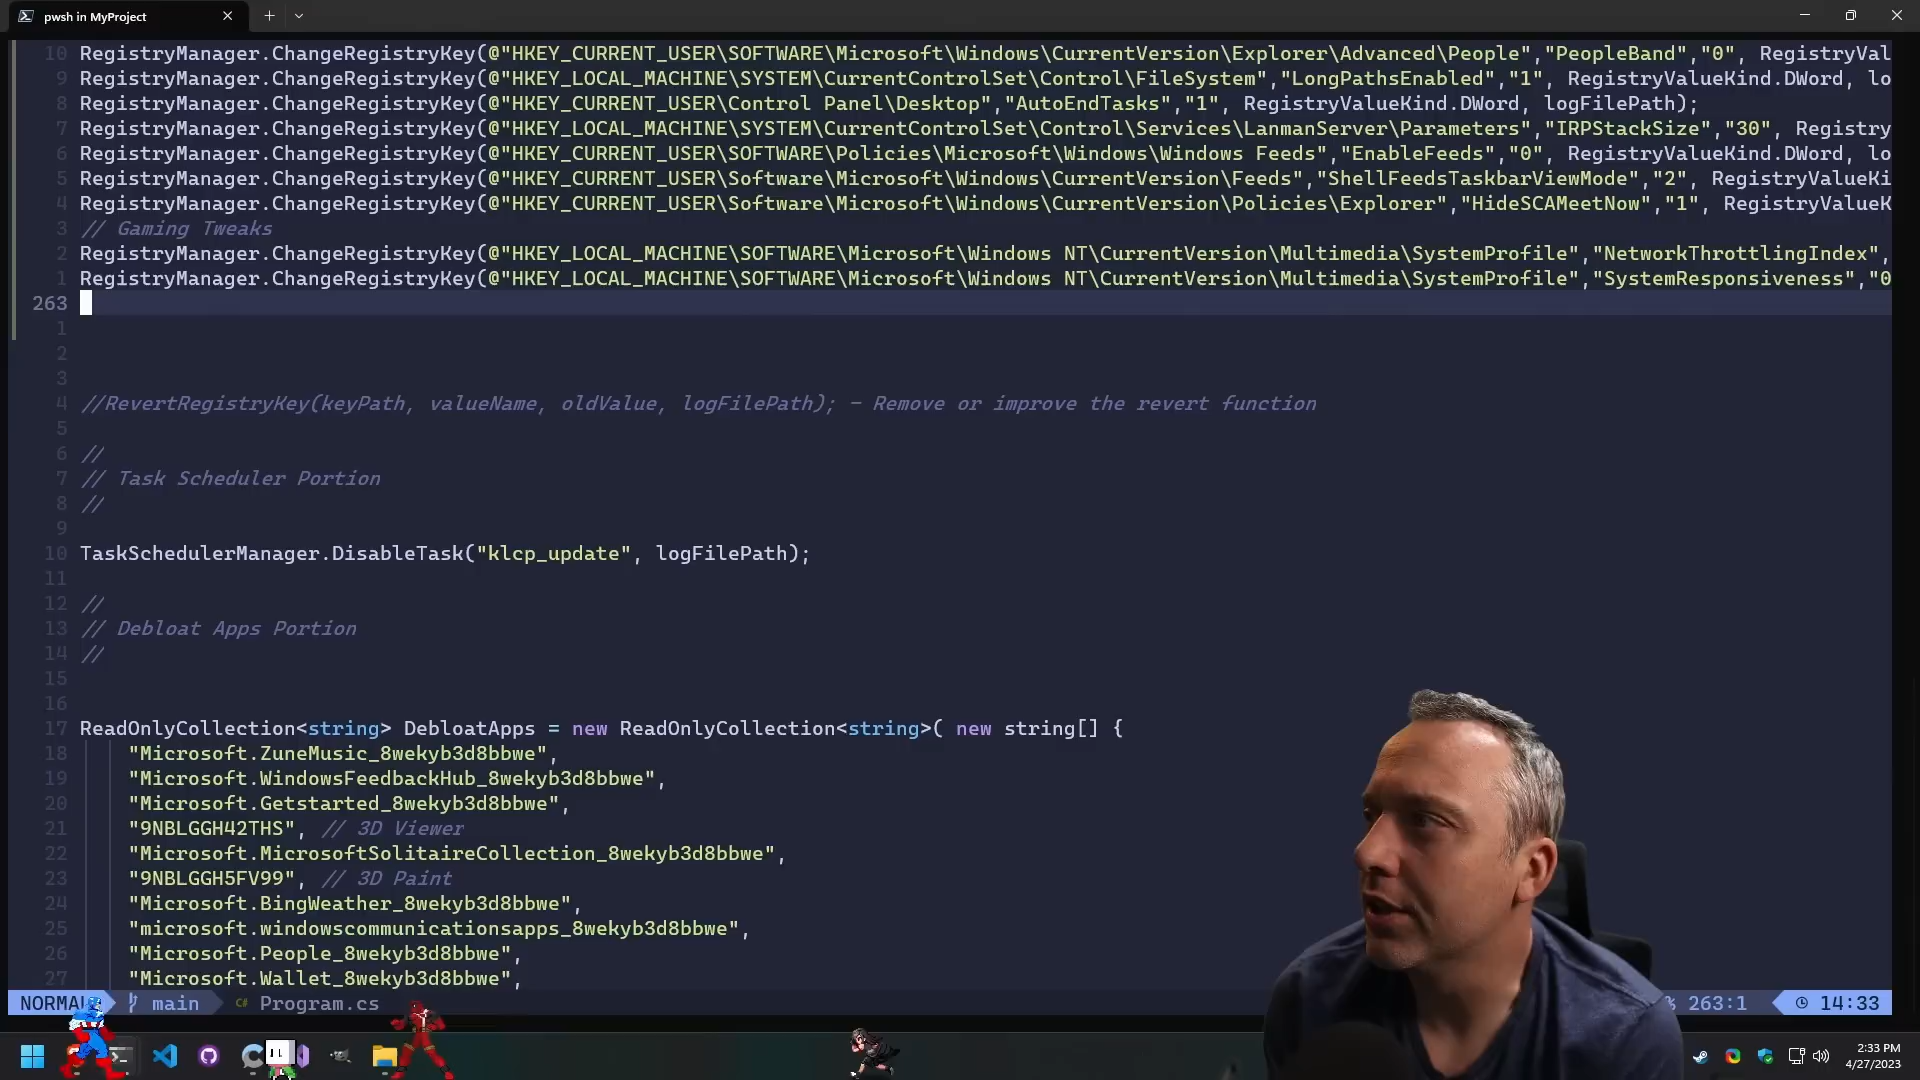 pwsh in MyProject
10 RegistryManager.ChangeRegistryKey(@"HKEY_CURRENT_USER\SOFTWARE\Microsoft\Windows\CurrentVersion\Explorer\Advanced\People","PeopleBand","0", RegistryVal
9 RegistryManager.ChangeRegistryKey(@"HKEY_LOCAL_MACHINE\SYSTEM\CurrentControlSet\Control\FileSystem","LongPathsEnabled","1", RegistryValueKind.DWord, lo
8 RegistryManager.ChangeRegistryKey(@"HKEY_CURRENT_USER\Control Panel\Desktop","AutoEndTasks","1", RegistryValueKind.DWord, logFilePath);
7 RegistryManager.ChangeRegistryKey(@"HKEY_LOCAL_MACHINE\SYSTEM\CurrentControlSet\Control\Services\LanmanServer\Parameters","IRPStackSize","30", Registry
6 RegistryManager.ChangeRegistryKey(@"HKEY_CURRENT_USER\SOFTWARE\Policies\Microsoft\Windows\Windows Feeds","EnableFeeds","0", RegistryValueKind.DWord, lo
5 RegistryManager.ChangeRegistryKey(@"HKEY_CURRENT_USER\Software\Microsoft\Windows\CurrentVersion\Feeds","ShellFeedsTaskbarViewMode","2", RegistryValueKi
4 RegistryManager.ChangeRegistryKey(@"HKEY_CURRENT_USER\Software\Microsoft\Windows\CurrentVersion\Policies\Explorer","HideSCAMeetNow","1", RegistryValueK
3 // Gaming Tweaks
2 RegistryManager.ChangeRegistryKey(@"HKEY_LOCAL_MACHINE\SOFTWARE\Microsoft\Windows NT\CurrentVersion\Multimedia\SystemProfile","NetworkThrottlingIndex",
1 RegistryManager.ChangeRegistryKey(@"HKEY_LOCAL_MACHINE\SOFTWARE\Microsoft\Windows NT\CurrentVersion\Multimedia\SystemProfile","SystemResponsiveness","0
263
1
2
3
4 //RevertRegistryKey(keyPath, valueName, oldValue, logFilePath); - Remove or improve the revert function
5
6 //
7 // Task Scheduler Portion
8 //
9
10 TaskSchedulerManager.DisableTask("klcp_update", logFilePath);
11
12 //
13 // Debloat Apps Portion
14 //
15
16
17 ReadOnlyCollection<string> DebloatApps = new ReadOnlyCollection<string>( new string[] {
18 "Microsoft.ZuneMusic_8wekyb3d8bbwe",
19 "Microsoft.WindowsFeedbackHub_8wekyb3d8bbwe",
20 "Microsoft.Getstarted_8wekyb3d8bbwe",
21 "9NBLGGH42THS", // 3D Viewer
22 "Microsoft.MicrosoftSolitaireCollection_8wekyb3d8bbwe",
23 "9NBLGGH5FV99", // 3D Paint
24 "Microsoft.BingWeather_8wekyb3d8bbwe",
25 "microsoft.windowscommunicationsapps_8wekyb3d8bbwe",
26 "Microsoft.People_8wekyb3d8bbwe",
27 "Microsoft.Wallet_8wekyb3d8bbwe",
NORMAL main C# Program.cs % 263:1 14:33
2:33 PM
4/27/2023